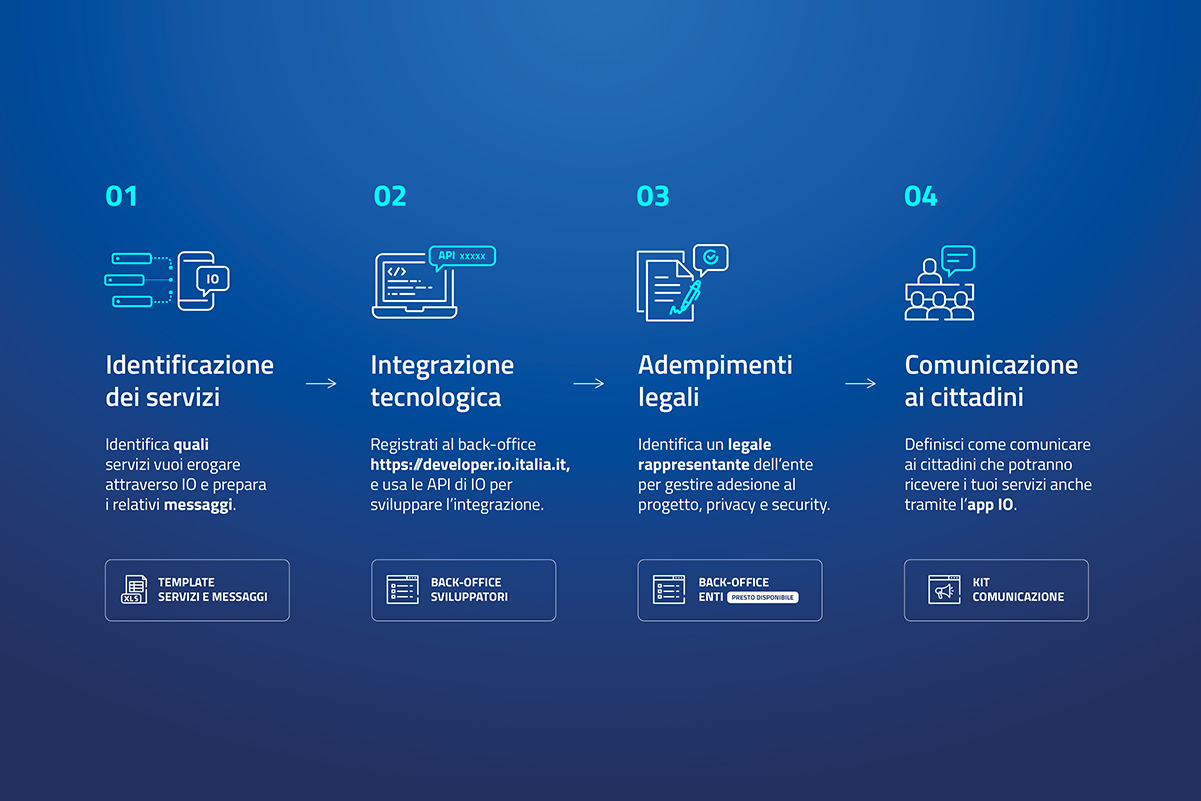 01
IO
Identificazione
dei servizi
Identifica quali
servizi vuoi erogare
attraverso IO e prepara
i relativi messaggi.
XLS
TEMPLATE
SERVIZI E MESSAGGI
02
API xxxxx
</>
Integrazione
tecnologica
Registrati al back-office
https://developer.io.italia.it,
e usa le API di IO per
sviluppare l’integrazione.
BACK-OFFICE
SVILUPPATORI
03
Adempimenti
legali
Identifica un legale
rappresentante dell’ente
per gestire adesione al
progetto, privacy e security.
BACK-OFFICE
ENTI PRESTO DISPONIBILE
04
Comunicazione
ai cittadini
Definisci come comunicare
ai cittadini che potranno
ricevere i tuoi servizi anche
tramite l’app IO.
KIT
COMUNICAZIONE